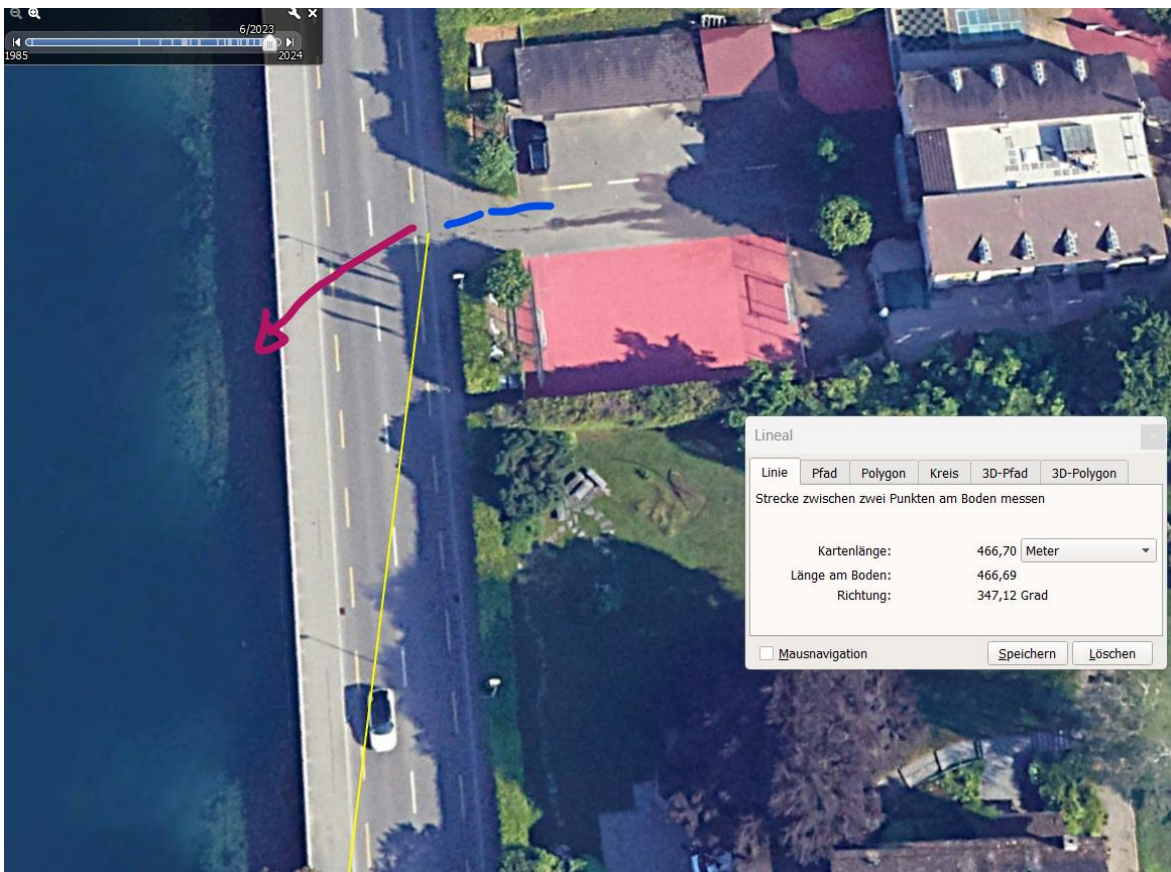 6/2023
1985
2024
Lineal
Linie Pfad Polygon Kreis 3D-Pfad 3D-Polygon
Strecke zwischen zwei Punkten am Boden messen
Kartenlänge: 466,70 Meter
Länge am Boden: 466,69
Richtung: 347,12 Grad
Mausnavigation Speichern Löschen